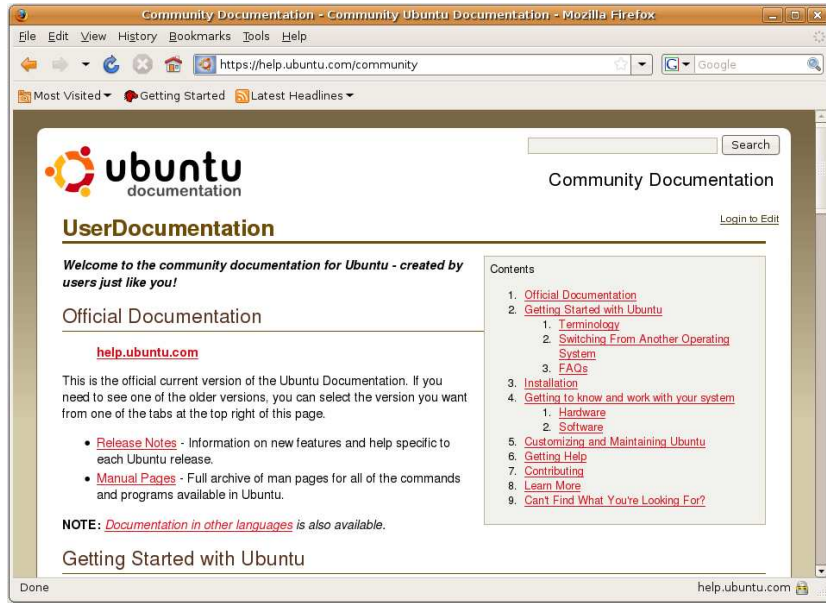 Community Documentation - Community Ubuntu Documentation - Mozilla Firefox
File Edit View History Bookmarks Tools Help
https://help.ubuntu.com/community
G Google
Most Visited Getting Started Latest Headlines
Search
ubuntu
documentation
Community Documentation
Login to Edit
UserDocumentation
Welcome to the community documentation for Ubuntu - created by
users just like you!
Official Documentation
help.ubuntu.com
This is the official current version of the Ubuntu Documentation. If you
need to see one of the older versions, you can select the version you want
from one of the tabs at the top right of this page.
• Release Notes - Information on new features and help specific to
each Ubuntu release.
• Manual Pages - Full archive of man pages for all of the commands
and programs available in Ubuntu.
NOTE: Documentation in other languages is also available.
Getting Started with Ubuntu
Contents
1. Official Documentation
2. Getting Started with Ubuntu
1. Terminology
2. Switching From Another Operating
System
3. FAQs
3. Installation
4. Getting to know and work with your system
1. Hardware
2. Software
5. Customizing and Maintaining Ubuntu
6. Getting Help
7. Contributing
8. Learn More
9. Can't Find What You're Looking For?
Done
help.ubuntu.com